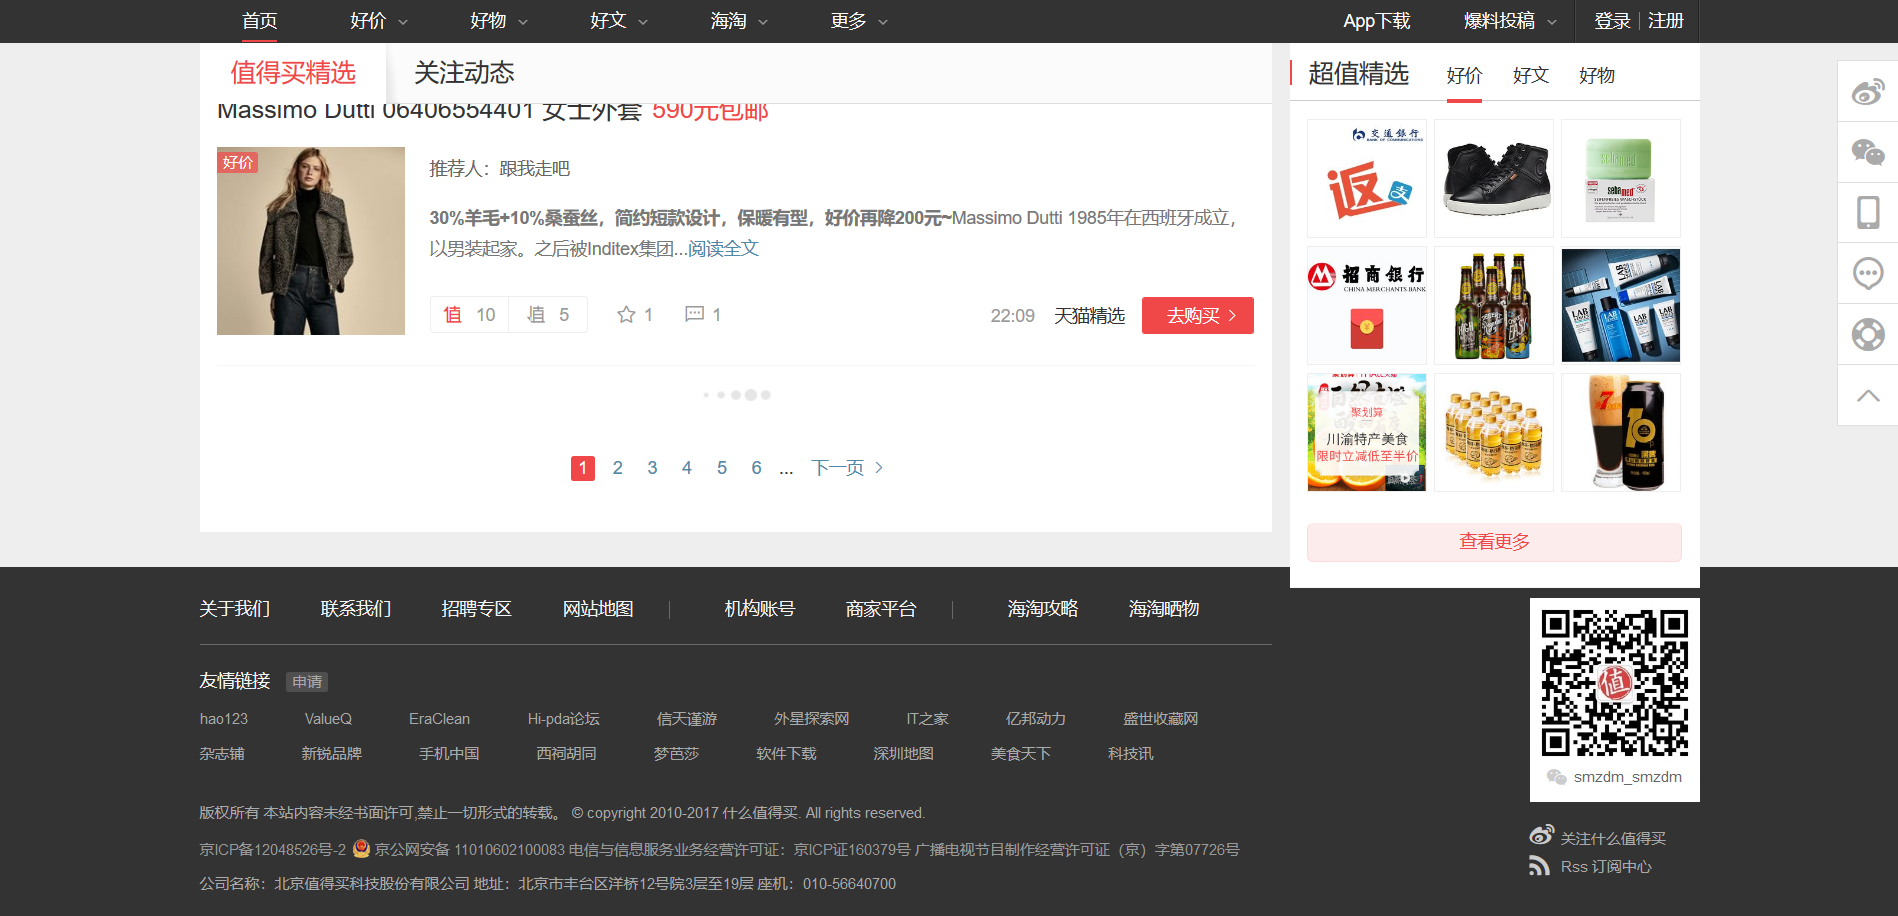 首页 好价 好物 好文 海淘 更多 App下载 爆料投稿 登录 注册
值得买精选 关注动态
Massimo Dutti 06406554401 女士外套 590元包邮
好价
推荐人：跟我走吧
30%羊毛+10%桑蚕丝，简约短款设计，保暖有型，好价再降200元~Massimo Dutti 1985年在西班牙成立，
以男装起家。之后被Inditex集团...阅读全文
值 10 值 5 1 1 22:09 天猫精选 去购买
1 2 3 4 5 6 ... 下一页
超值精选 好价 好文 好物
交通銀行
BANK OF COMMUNICATIONS
返
支
sebamed
招商银行
CHINA MERCHANTS BANK
LAB
聚划算
川渝特产美食
限时立减低至半价
查看更多
关于我们 联系我们 招聘专区 网站地图 机构账号 商家平台 海淘攻略 海淘晒物
友情链接 申请
hao123 ValueQ EraClean Hi-pda论坛 信天谨游 外星探索网 IT之家 亿邦动力 盛世收藏网
杂志铺 新锐品牌 手机中国 西祠胡同 梦芭莎 软件下载 深圳地图 美食天下 科技讯
版权所有 本站内容未经书面许可,禁止一切形式的转载。 © copyright 2010-2017 什么值得买. All rights reserved.
京ICP备12048526号-2 京公网安备 11010602100083 电信与信息服务业务经营许可证：京ICP证160379号 广播电视节目制作经营许可证（京）字第07726号
公司名称：北京值得买科技股份有限公司 地址：北京市丰台区洋桥12号院3层至19层 座机：010-56640700
值
smzdm_smzdm
关注什么值得买
Rss 订阅中心